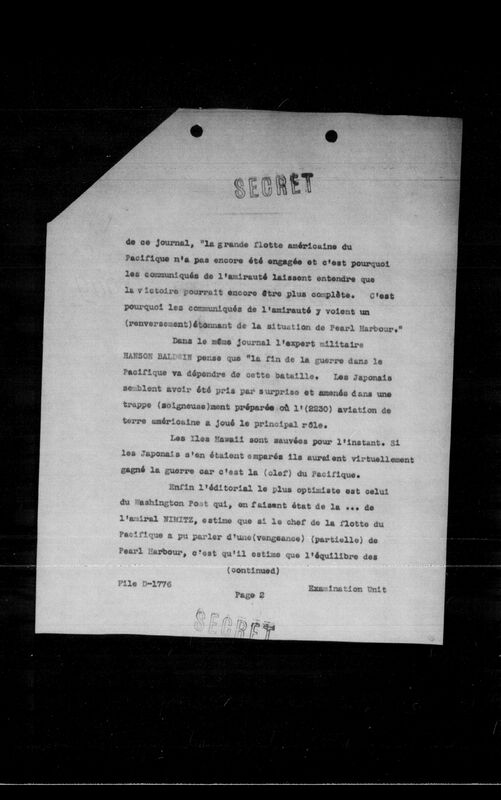 SECRET
de ce journal, "la grande flotte américaine du
Pacifique n'a pas encore été engagée et c'est pourquoi
les communiqués de l'amirauté laissent entendre que
la victoire pourrait encore être plus complète. C'est
pourquoi les communiqués de l'amirauté y voient un
(renversement)étonnant de la situation de Pearl Harbour."
Dans le même journal l'expert militaire
HANSON BALDWIN pense que "la fin de la guerre dans le
Pacifique va dépendre de cette bataille. Les Japonais
semblent avoir été pris par surprise et amenés dans une
trappe (soigneuse)ment préparée où l'(2230) aviation de
terre américaine a joué le principal rôle.
Les Iles Hawaii sont sauvées pour l'instant. Si
les Japonais s'en étaient emparés ils auraient virtuellement
gagné la guerre car c'est la (clef) du Pacifique.
Enfin l'éditorial le plus optimiste est celui
du Washington Post qui, en faisant état de la ... de
l'amiral NIMITZ, estime que si le chef de la flotte du
Pacifique a pu parler d'une(vengeance) (partielle) de
Pearl Harbour, c'est qu'il estime que l'équilibre des
(continued)
File D-1776
Examination Unit
Page 2
SECRET